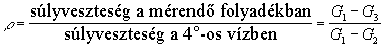 ρ = súlyveszteség a mérendő folyadékban / súlyveszteség a 4°-os vízben = G₁ − G₃ / G₁ − G₂